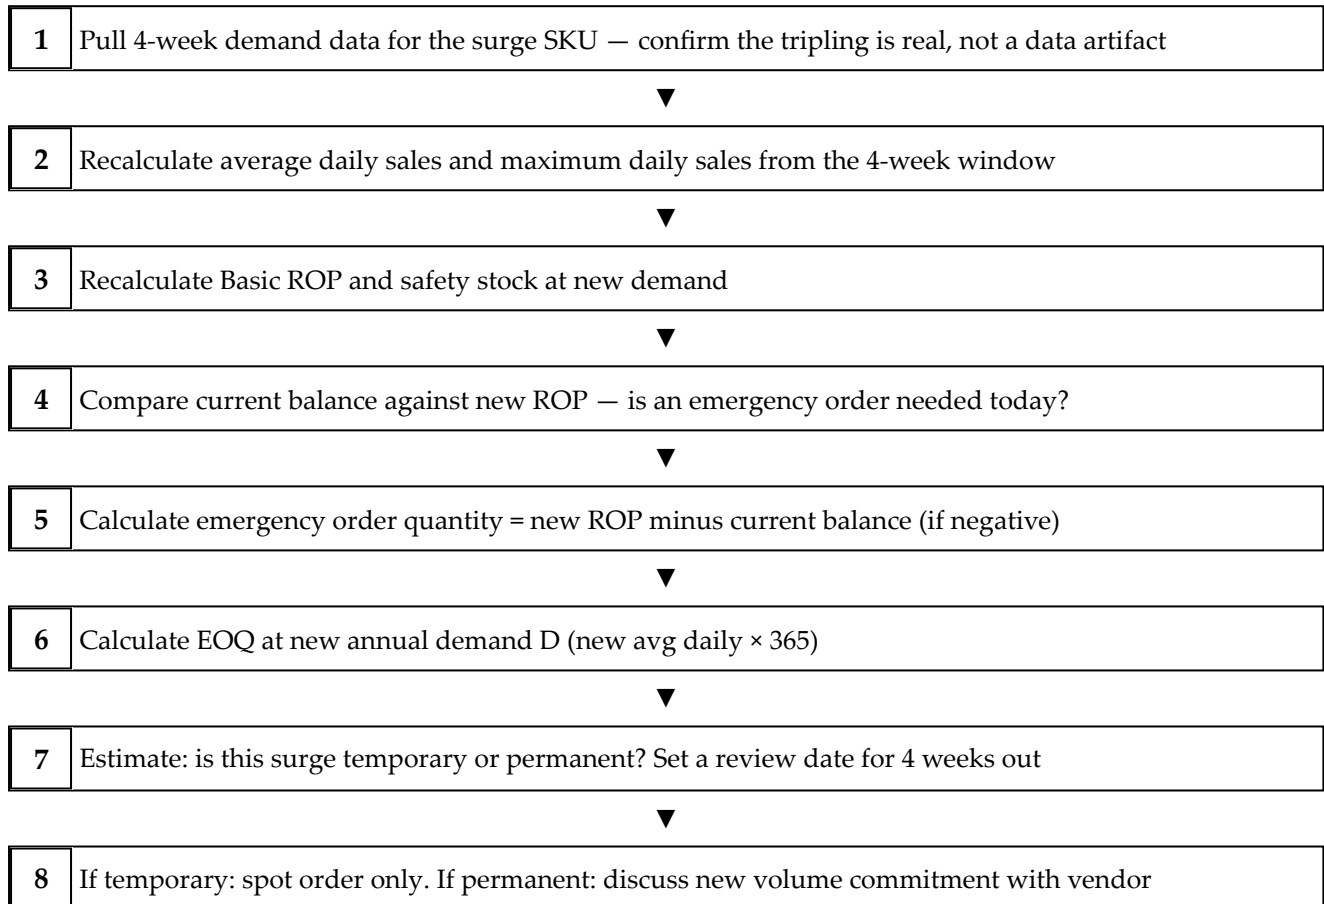 1 Pull 4-week demand data for the surge SKU — confirm the tripling is real, not a data artifact
▼
2 Recalculate average daily sales and maximum daily sales from the 4-week window
▼
3 Recalculate Basic ROP and safety stock at new demand
▼
4 Compare current balance against new ROP — is an emergency order needed today?
▼
5 Calculate emergency order quantity = new ROP minus current balance (if negative)
▼
6 Calculate EOQ at new annual demand D (new avg daily × 365)
▼
7 Estimate: is this surge temporary or permanent? Set a review date for 4 weeks out
▼
8 If temporary: spot order only. If permanent: discuss new volume commitment with vendor